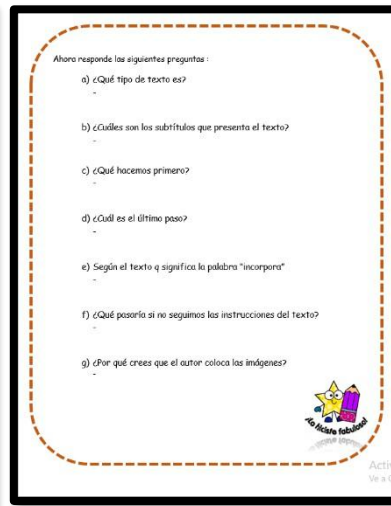 Ahora responde las siguientes preguntas :
a) ¿Qué tipo de texto es?
-
b) ¿Cuáles son los subtítulos que presenta el texto?
-
c) ¿Qué hacemos primero?
-
d) ¿Cuál es el último paso?
-
e) Según el texto q significa la palabra "incorpora"
-
f) ¿Qué pasaría si no seguimos las instrucciones del texto?
-
g) ¿Por qué crees que el autor coloca las imágenes?
-
¡Lo hiciste fabuloso!
Activ
Ve a C